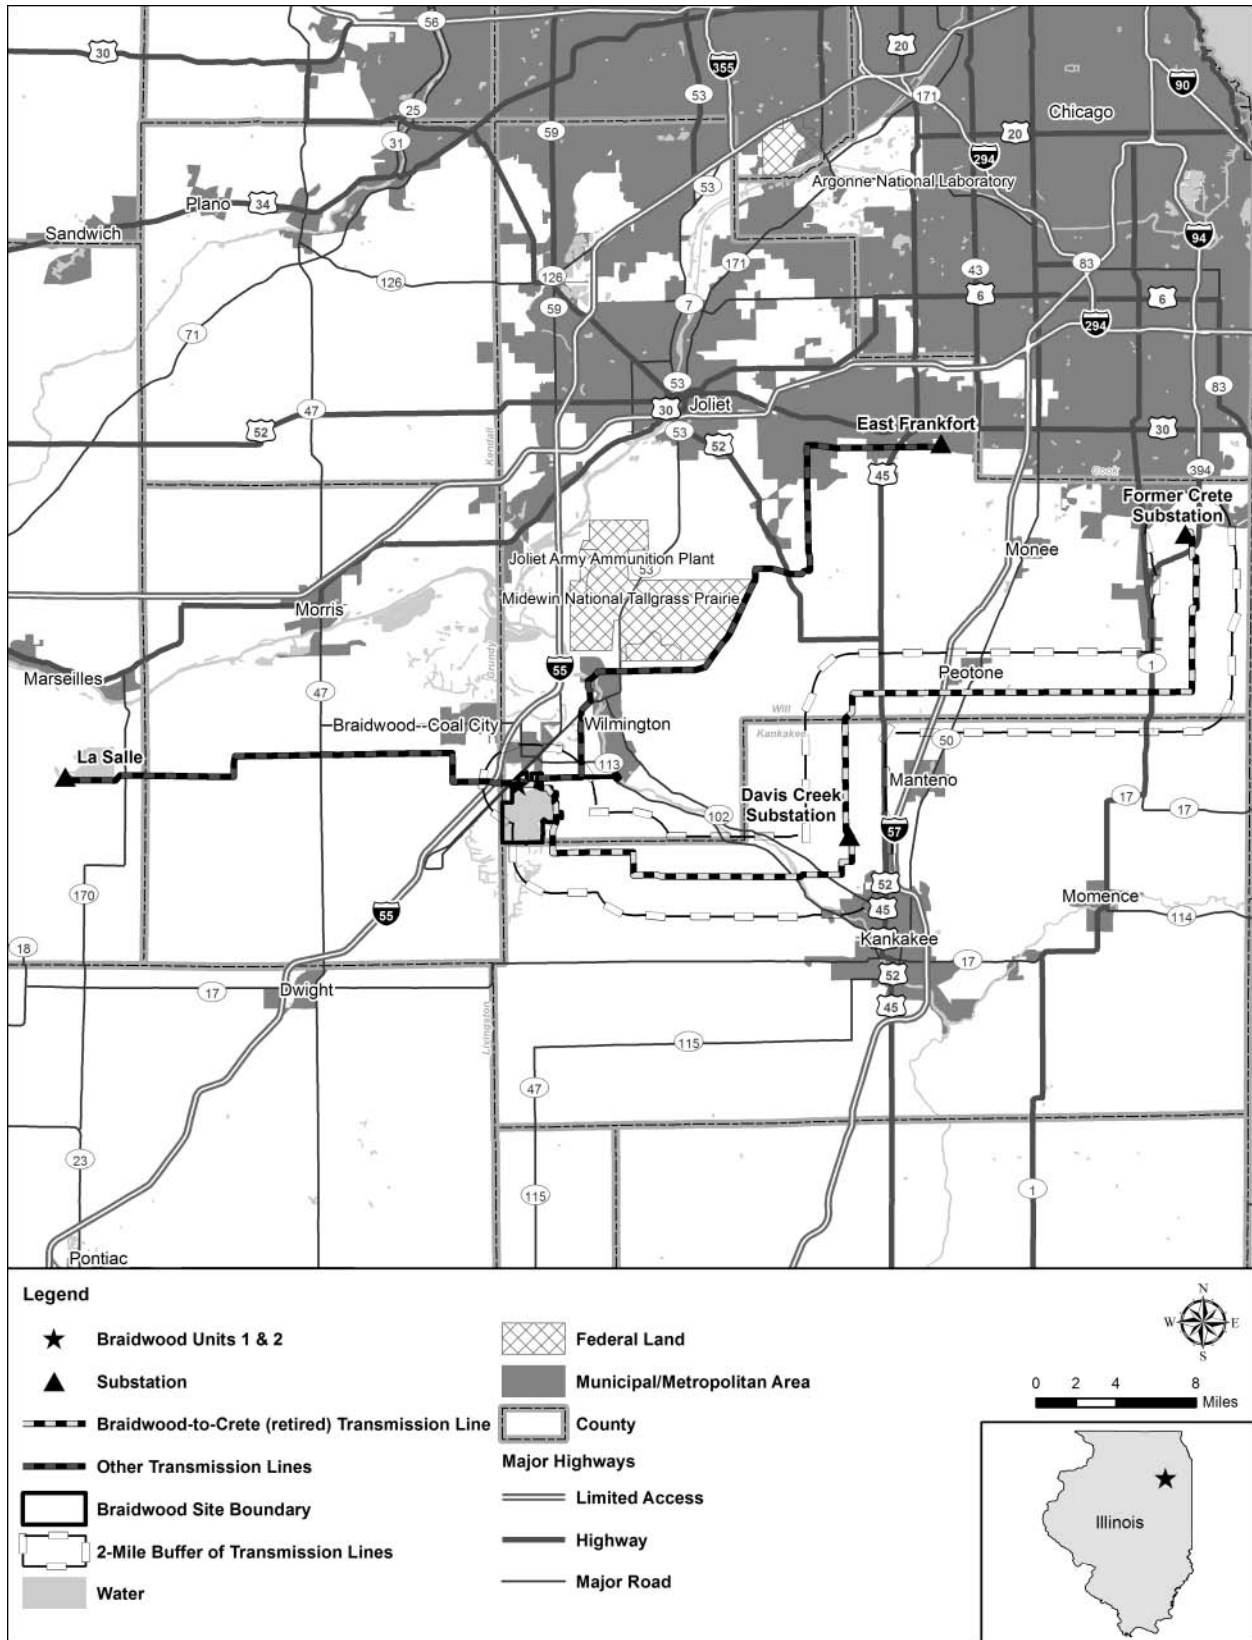 56
30
20
355
53
90
25
171
59
Chicago
31
20
294
53
Argonne National Laboratory
Plano
34
Sandwich
94
171
126
126
43
83
59
7
6
6
71
294
53
83
Joliet
30
47
52
53
52
East Frankfort
30
45
394
Kendall
Cook
Former Crete
Substation
Joliet Army Ammunition Plant
53
Monee
Midewin National Tallgrass Prairie
Morris
Marseilles
55
Grundy
1
Peotone
47
Braidwood--Coal City
Wilmington
Will
Kankakee
50
La Salle
113
Manteno
Davis Creek
Substation
102
17
17
57
52
170
55
45
Momence
114
18
Kankakee
17
52
17
Dwight
45
Livingston
115
47
23
115
1
Pontiac
Legend
Braidwood Units 1 & 2
Substation
Braidwood-to-Crete (retired) Transmission Line
Other Transmission Lines
Braidwood Site Boundary
2-Mile Buffer of Transmission Lines
Water
Federal Land
Municipal/Metropolitan Area
County
Major Highways
Limited Access
Highway
Major Road
N
W E
S
0 2 4 8
Miles
Illinois